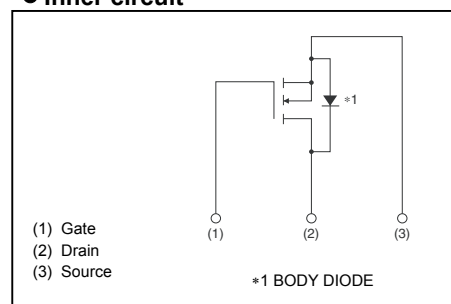 Inner circuit
*1
(1) (2) (3)
(1) Gate
(2) Drain
(3) Source
*1 BODY DIODE